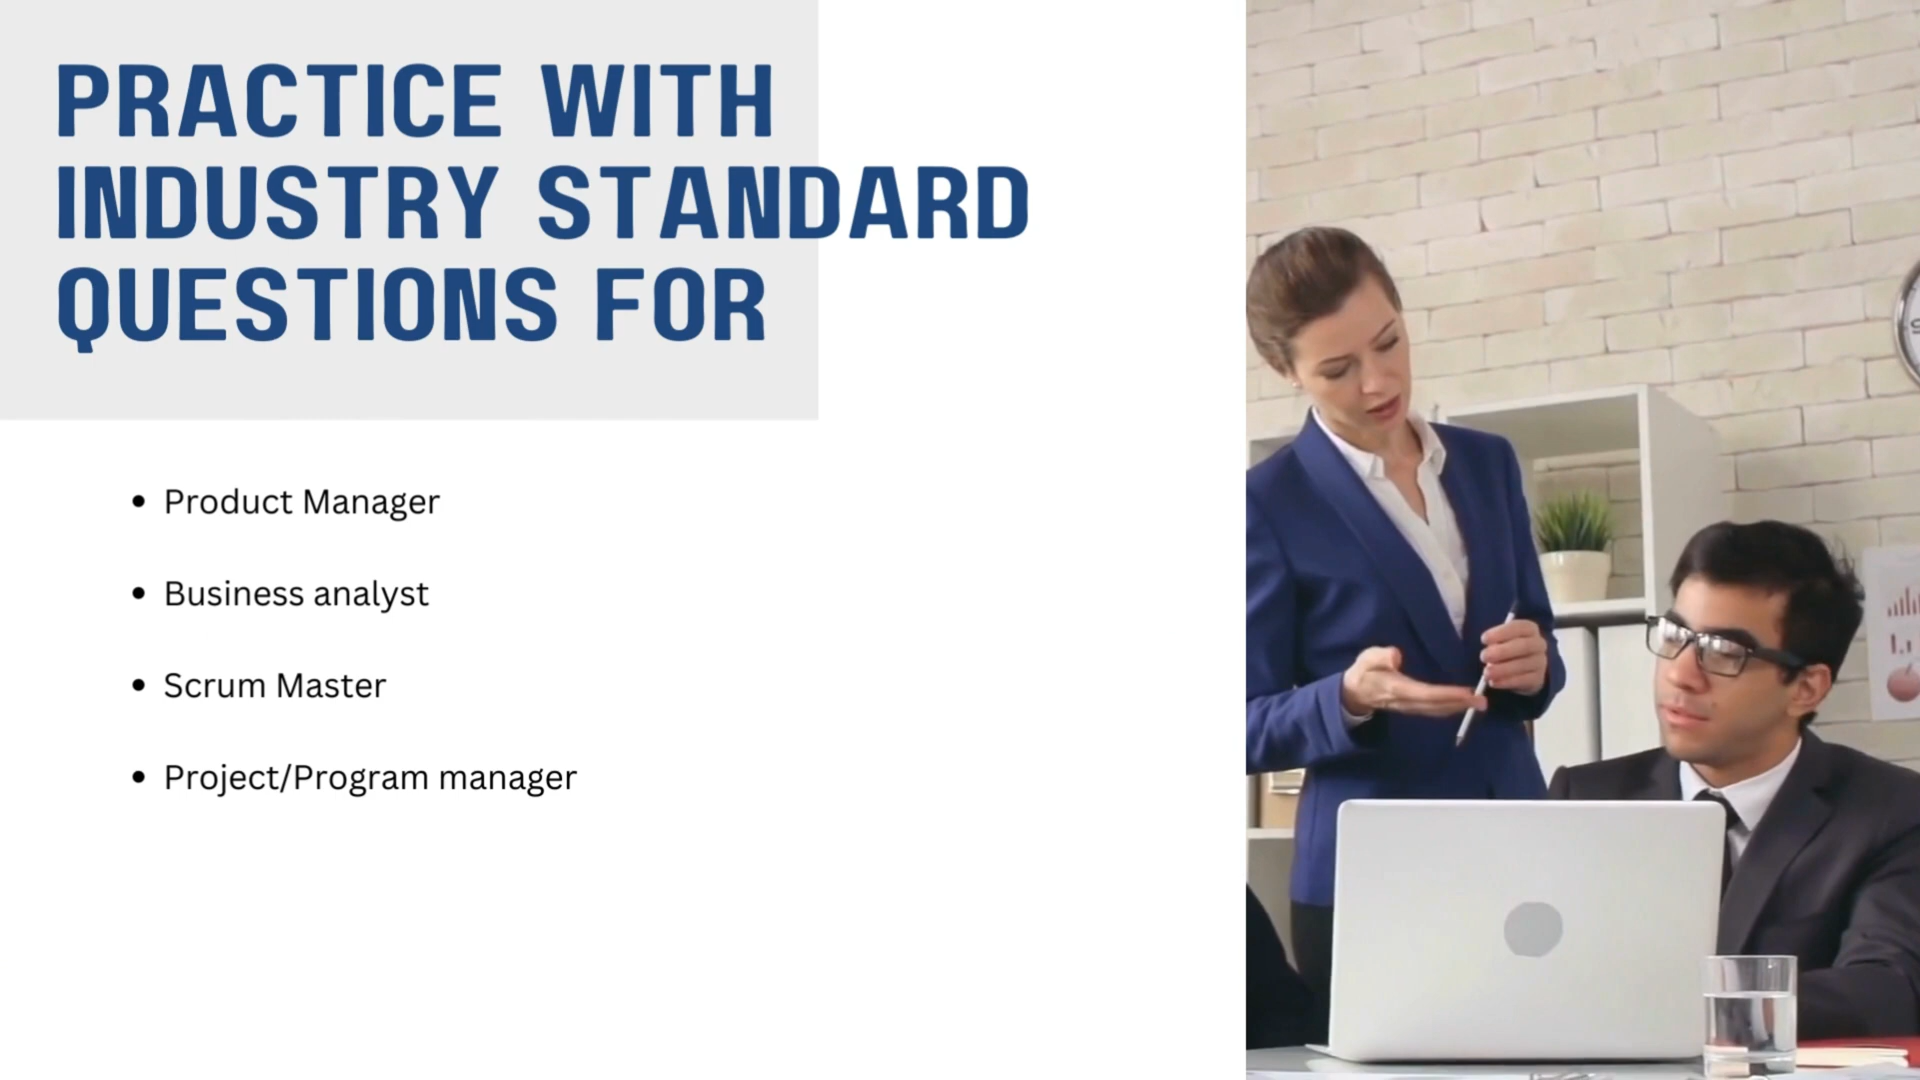 PRACTICE WITH
INDUSTRY STANDARD
QUESTIONS FOR
• Product Manager
• Business analyst
• Scrum Master
• Project/Program manager